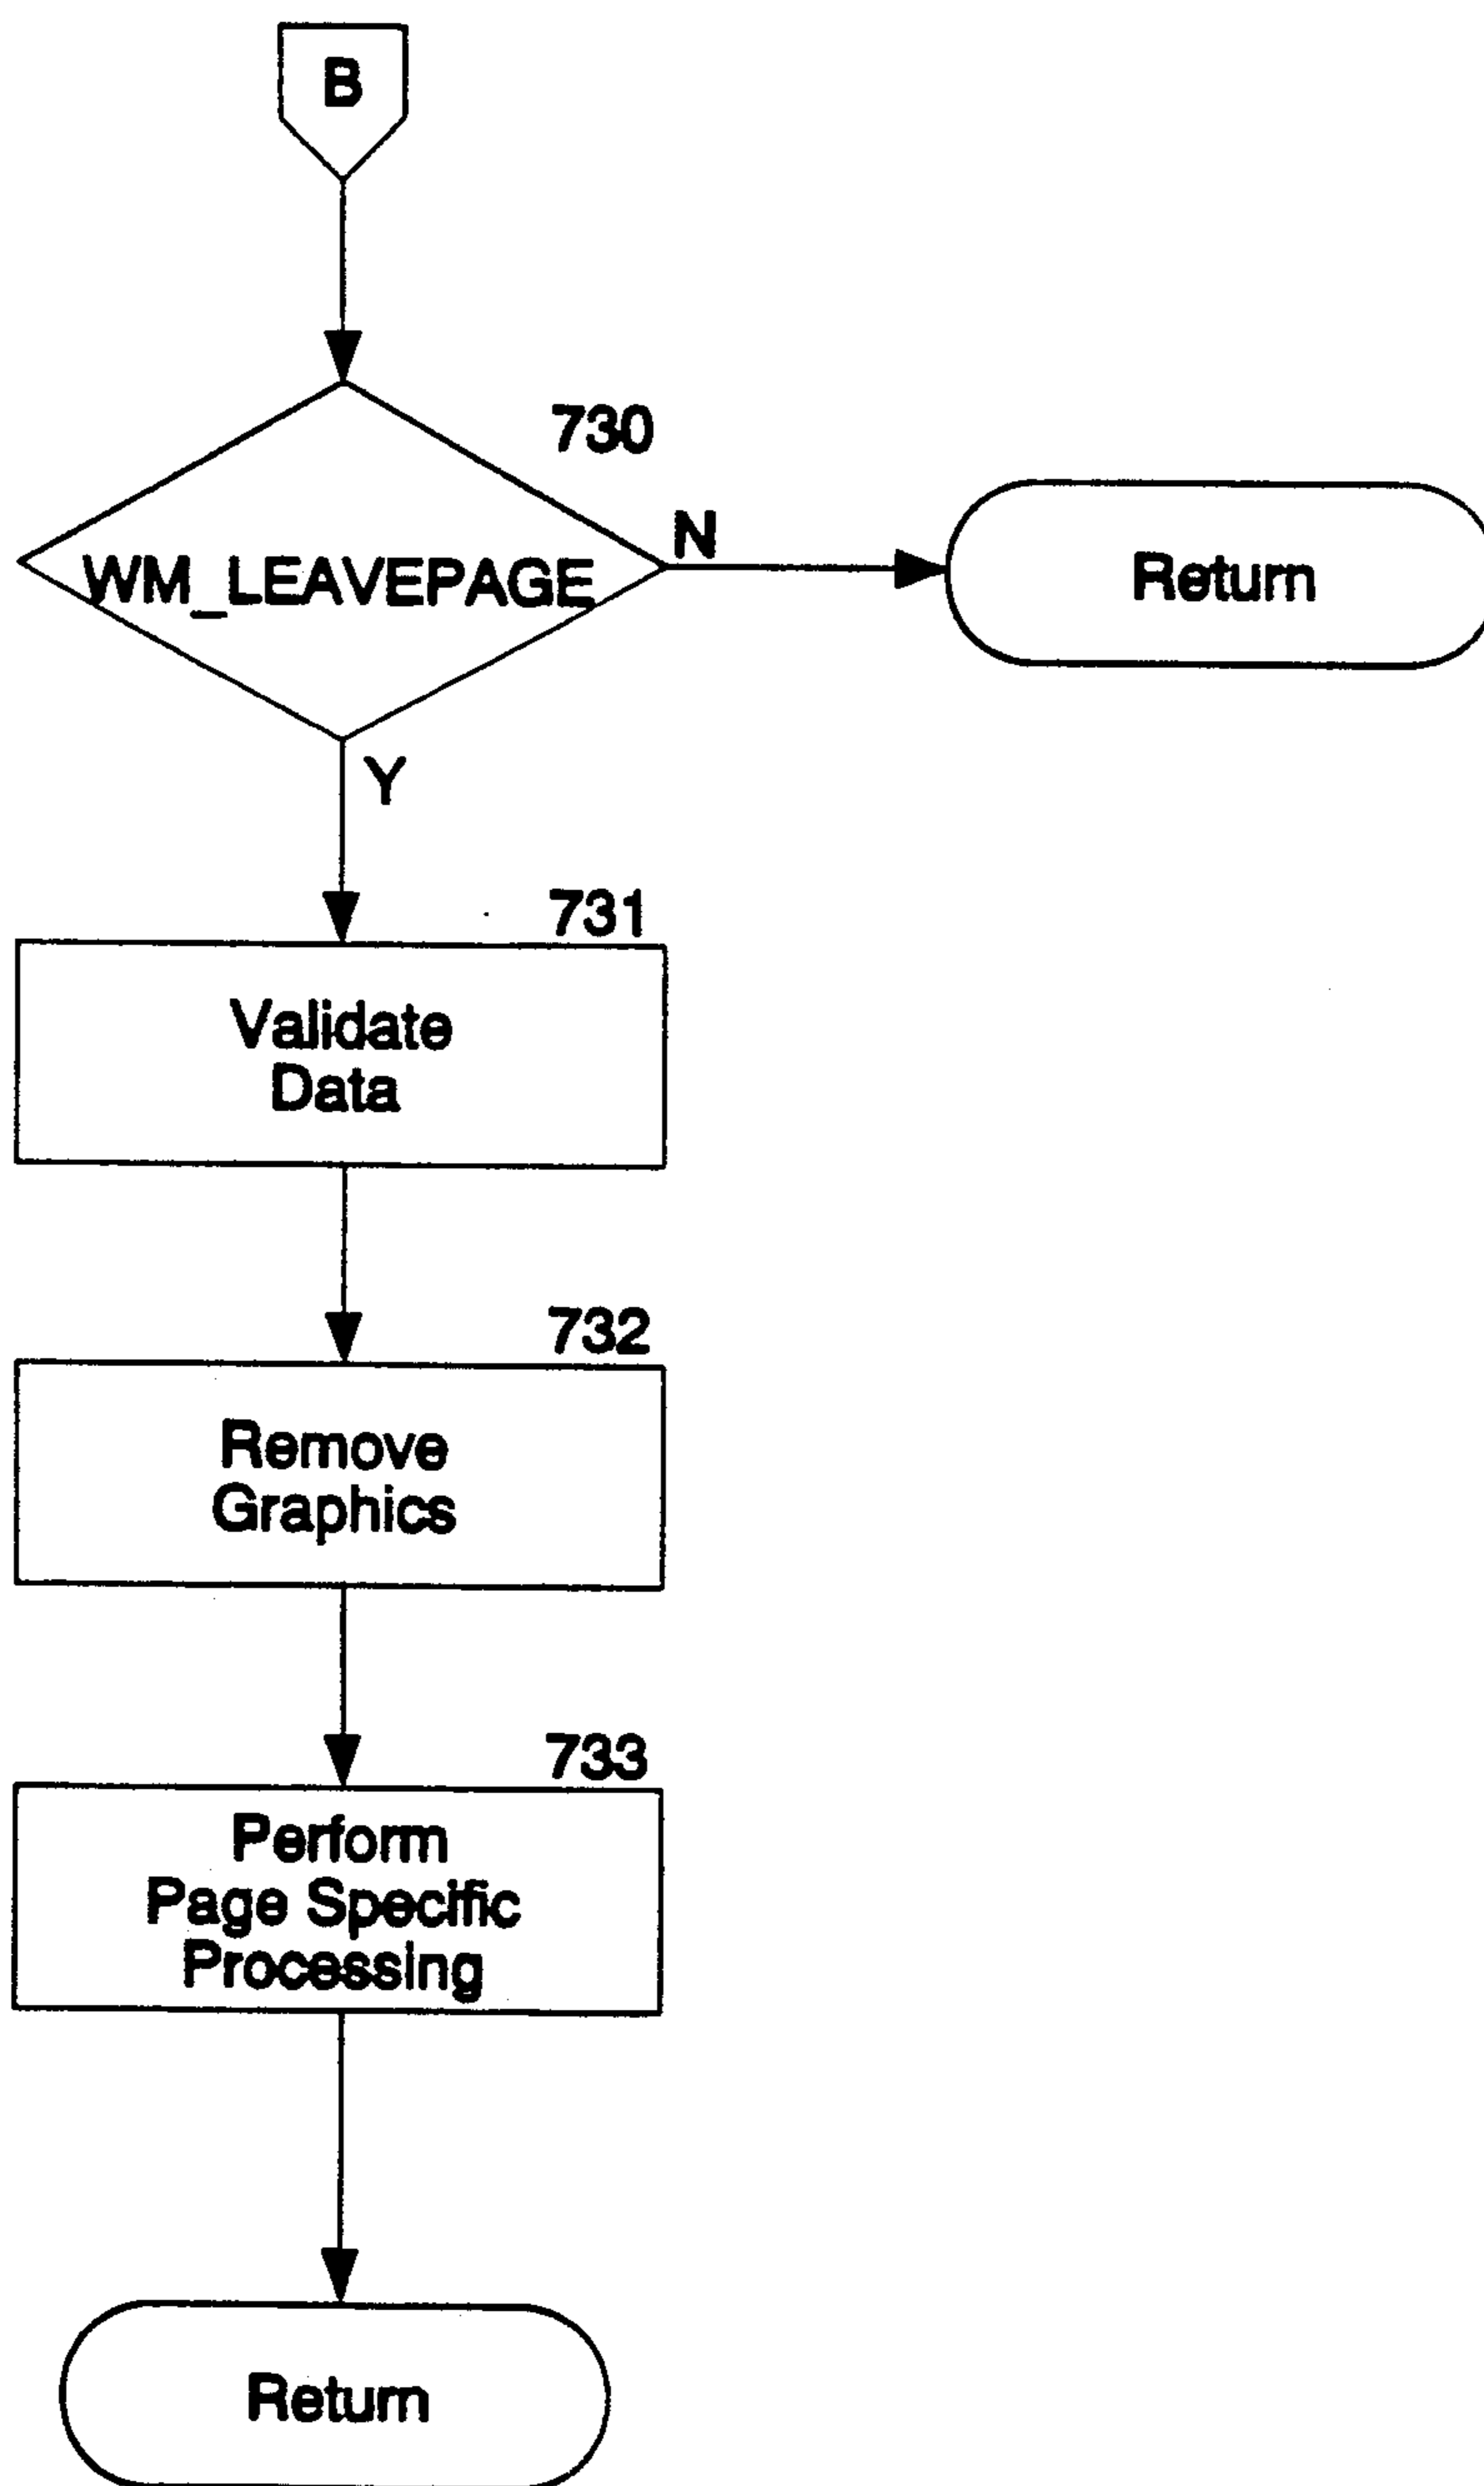 B
730
WM_LEAVEPAGE
N
Return
Y
731
Validate
Data
732
Remove
Graphics
733
Perform
Page Specific
Processing
Return